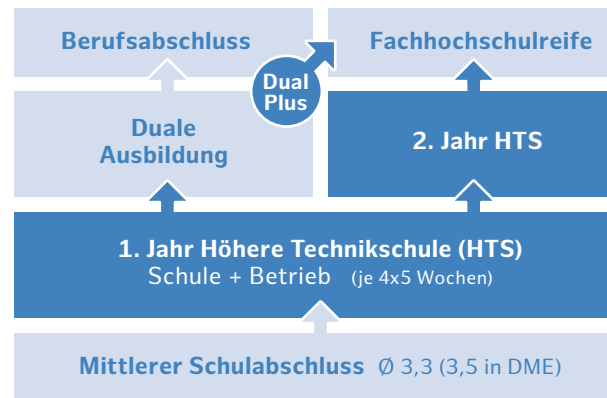 Berufsabschluss
Fachhochschulreife
Dual
Plus
Duale
Ausbildung
2. Jahr HTS
1. Jahr Höhere Technikschule (HTS)
Schule + Betrieb (je 4x5 Wochen)
Mittlerer Schulabschluss Ø 3,3 (3,5 in DME)